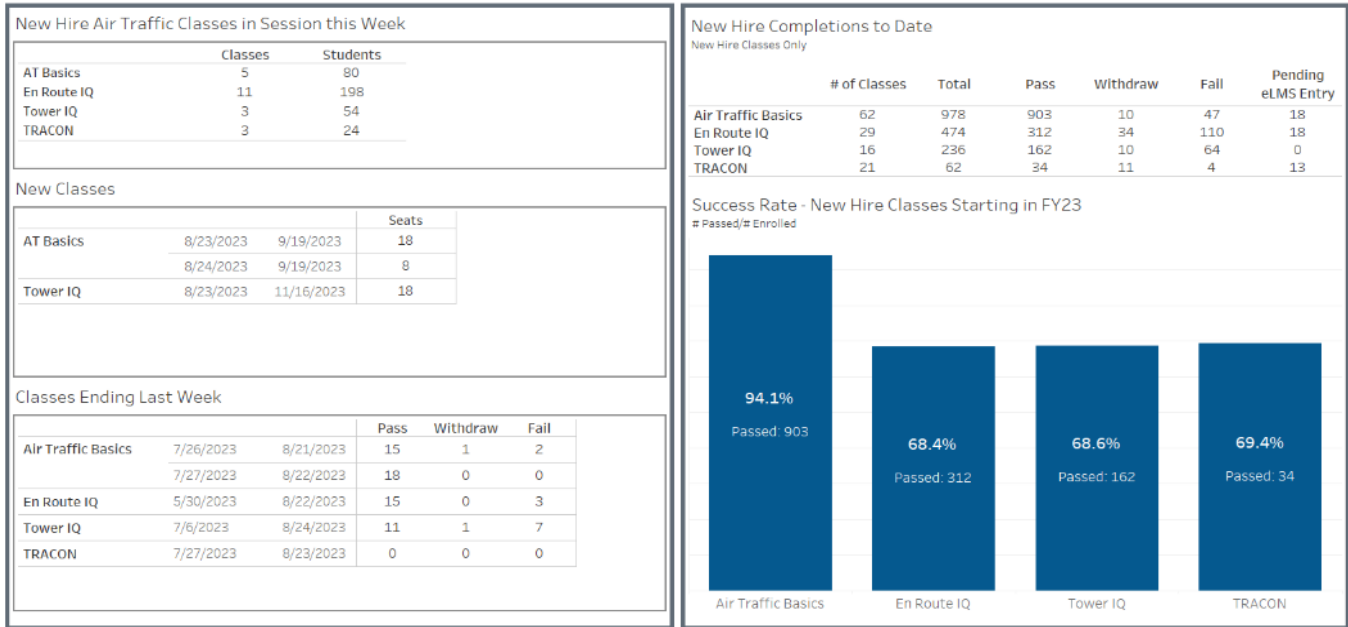 New Hire Air Traffic Classes in Session this Week
Classes Students
AT Basics 5 80
En Route IQ 11 198
Tower IQ 3 54
TRACON 3 24
New Classes
Seats
AT Basics 8/23/2023 9/19/2023 18
8/24/2023 9/19/2023 8
Tower IQ 8/23/2023 11/16/2023 18
Classes Ending Last Week
Pass Withdraw Fail
Air Traffic Basics 7/26/2023 8/21/2023 15 1 2
7/27/2023 8/22/2023 18 0 0
En Route IQ 5/30/2023 8/22/2023 15 0 3
Tower IQ 7/6/2023 8/24/2023 11 1 7
TRACON 7/27/2023 8/23/2023 0 0 0
New Hire Completions to Date
New Hire Classes Only
# of Classes Total Pass Withdraw Fail Pending
eLMS Entry
Air Traffic Basics 62 978 903 10 47 18
En Route IQ 29 474 312 34 110 18
Tower IQ 16 236 162 10 64 0
TRACON 21 62 34 11 4 13
Success Rate - New Hire Classes Starting in FY23
# Passed/# Enrolled
94.1%
Passed: 903
68.4%
Passed: 312
68.6%
Passed: 162
69.4%
Passed: 34
Air Traffic Basics En Route IQ Tower IQ TRACON